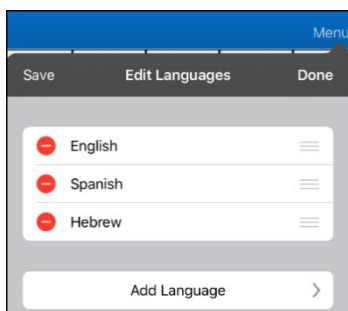 Menu
Save Edit Languages Done
English
Spanish
Hebrew
Add Language